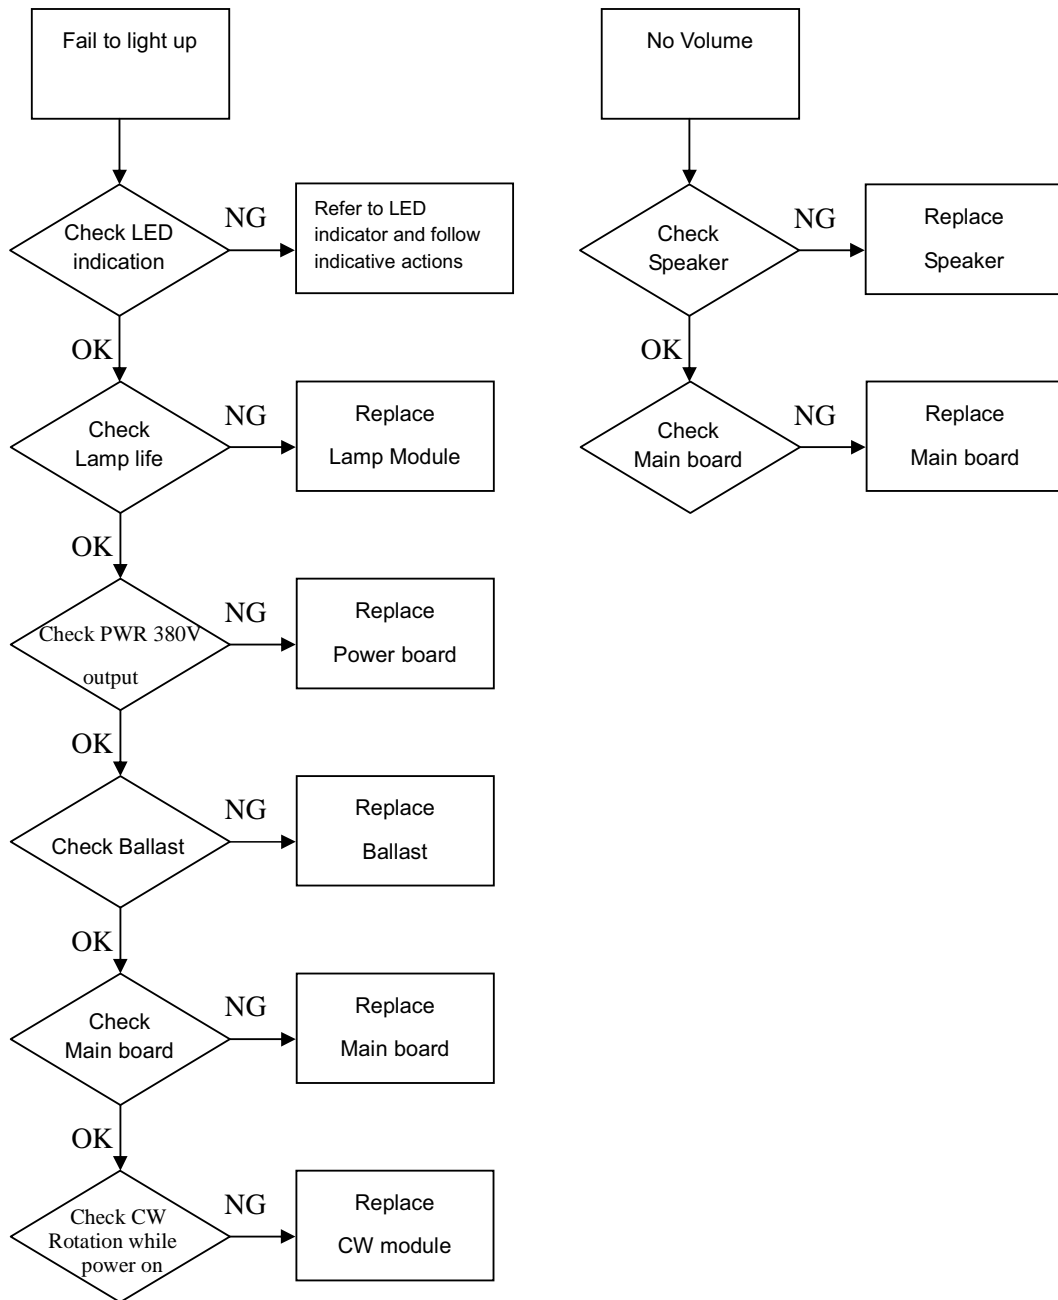 Fail to light up
Check LED
indication
NG
Refer to LED
indicator and follow
indicative actions
OK
Check
Lamp life
NG
Replace
Lamp Module
OK
Check PWR 380V
output
NG
Replace
Power board
OK
Check Ballast
NG
Replace
Ballast
OK
Check
Main board
NG
Replace
Main board
OK
Check CW
Rotation while
power on
NG
Replace
CW module
No Volume
Check
Speaker
NG
Replace
Speaker
OK
Check
Main board
NG
Replace
Main board